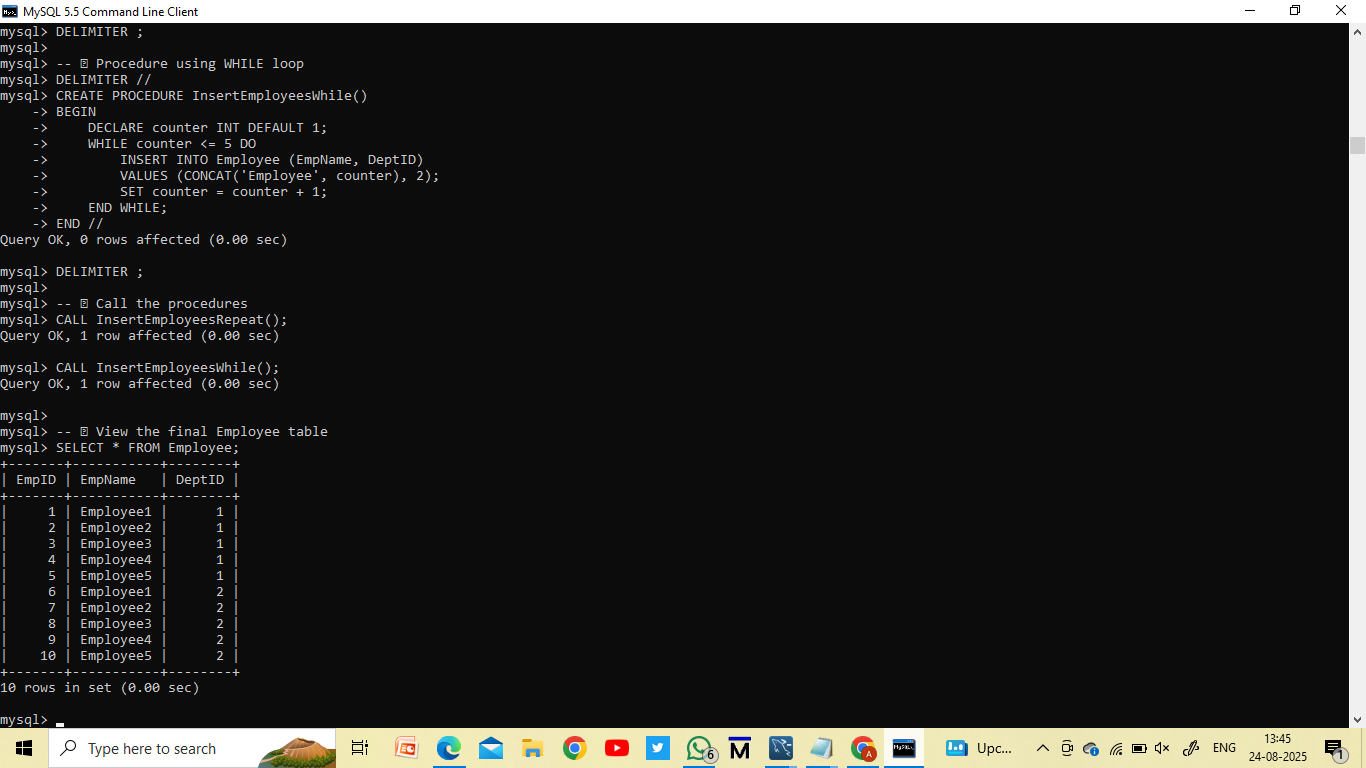 MySQL 5.5 Command Line Client
mysql> DELIMITER ;
mysql>
mysql> -- ? Procedure using WHILE loop
mysql> DELIMITER //
mysql> CREATE PROCEDURE InsertEmployeesWhile()
    -> BEGIN
    ->     DECLARE counter INT DEFAULT 1;
    ->     WHILE counter <= 5 DO
    ->         INSERT INTO Employee (EmpName, DeptID)
    ->         VALUES (CONCAT('Employee', counter), 2);
    ->         SET counter = counter + 1;
    ->     END WHILE;
    -> END //
Query OK, 0 rows affected (0.00 sec)
mysql> DELIMITER ;
mysql>
mysql> -- ? Call the procedures
mysql> CALL InsertEmployeesRepeat();
Query OK, 1 row affected (0.00 sec)
mysql> CALL InsertEmployeesWhile();
Query OK, 1 row affected (0.00 sec)
mysql>
mysql> -- ? View the final Employee table
mysql> SELECT * FROM Employee;
+-------+-----------+--------+
| EmpID | EmpName   | DeptID |
+-------+-----------+--------+
|     1 | Employee1 |      1 |
|     2 | Employee2 |      1 |
|     3 | Employee3 |      1 |
|     4 | Employee4 |      1 |
|     5 | Employee5 |      1 |
|     6 | Employee1 |      2 |
|     7 | Employee2 |      2 |
|     8 | Employee3 |      2 |
|     9 | Employee4 |      2 |
|    10 | Employee5 |      2 |
+-------+-----------+--------+
10 rows in set (0.00 sec)
mysql>
Type here to search
6
M
A
MySQL
Upc...
ENG
13:45
24-08-2025
1